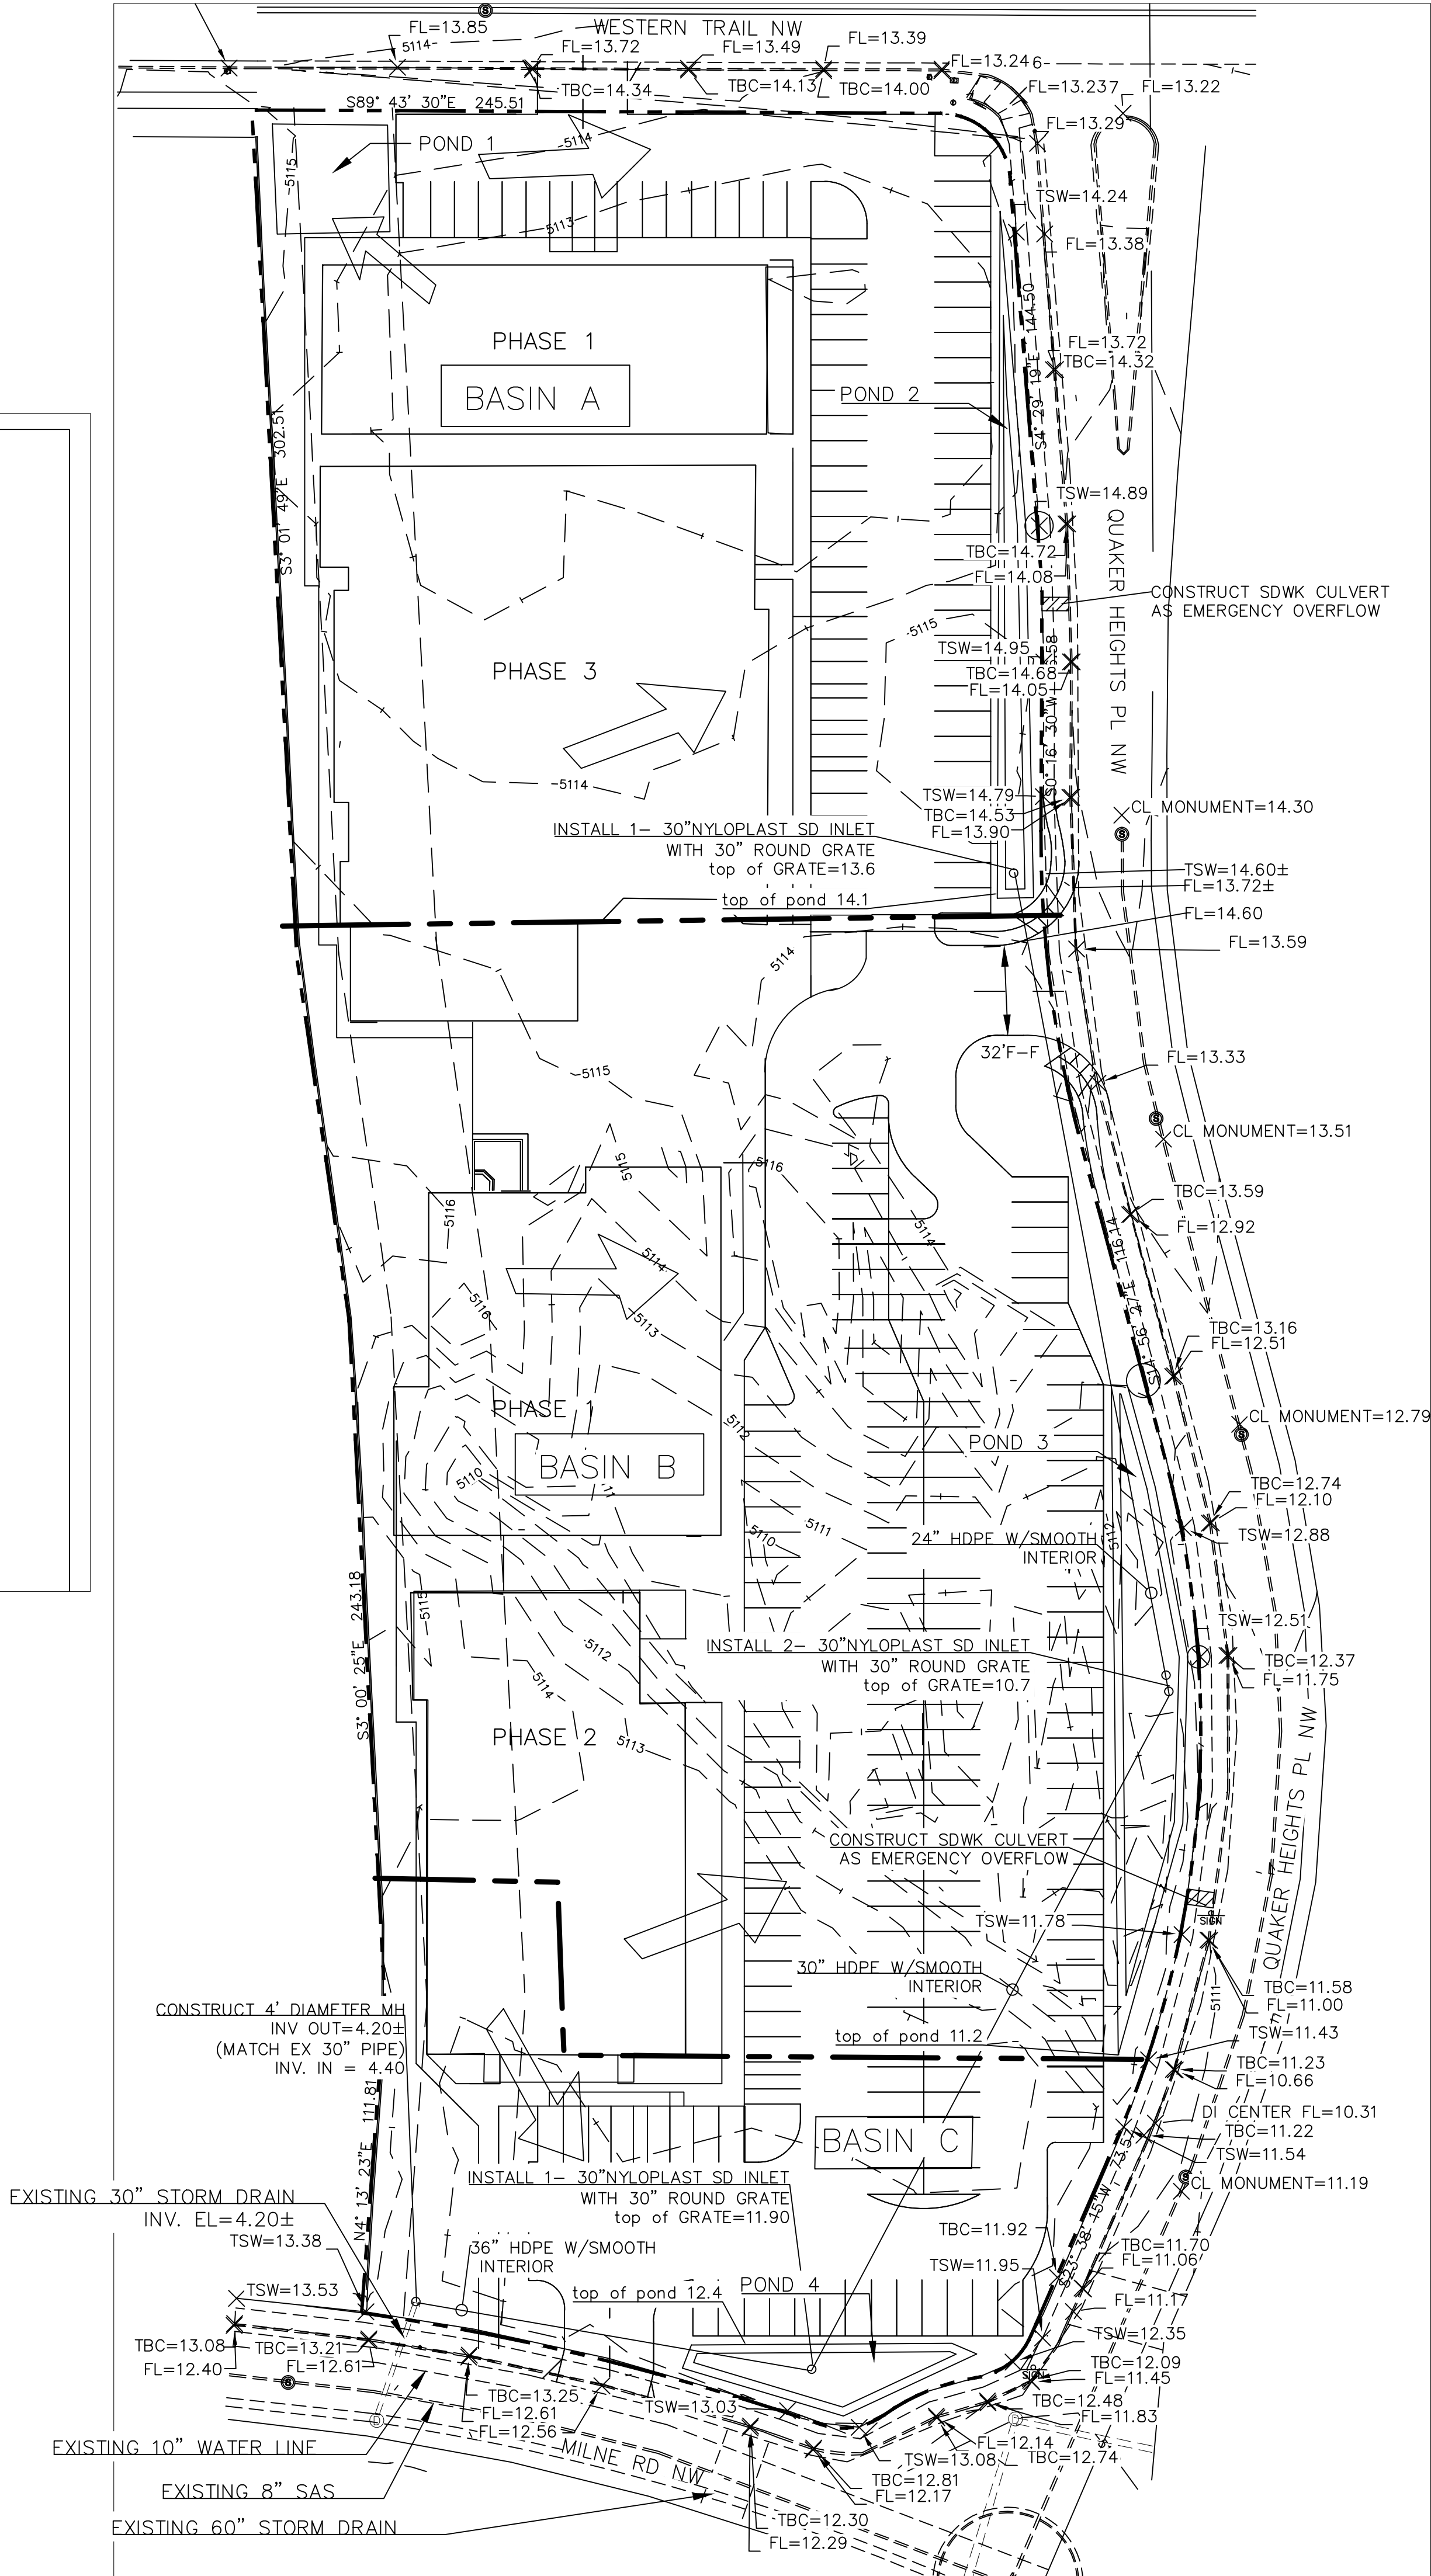 WESTERN TRAIL NW
FL=13.85
FL=13.72
FL=13.49
FL=13.39
FL=13.246
5114
TBC=14.34
TBC=14.13
TBC=14.00
FL=13.237
FL=13.22
S89° 43' 30"E 245.51
FL=13.29
POND 1
5114
5115
TSW=14.24
5113
FL=13.38
S4° 29' 19"E 144.50
PHASE 1
FL=13.72
TBC=14.32
BASIN A
POND 2
S3° 01' 49"E 302.51
TSW=14.89
QUAKER HEIGHTS PL NW
TBC=14.72
FL=14.08
CONSTRUCT SDWK CULVERT
AS EMERGENCY OVERFLOW
5115
TSW=14.95
TBC=14.68
FL=14.05
PHASE 3
S0° 16' 30"W
5114
TSW=14.79
TBC=14.53
FL=13.90
CL MONUMENT=14.30
INSTALL 1- 30"NYLOPLAST SD INLET
WITH 30" ROUND GRATE
top of GRATE=13.6
TSW=14.60±
FL=13.72±
top of pond 14.1
FL=14.60
FL=13.59
5114
32'F-F
FL=13.33
5115
CL MONUMENT=13.51
5115
5116
5116
TBC=13.59
FL=12.92
5114
5114
S14° 56' 27"E 116.14
5116
5113
TBC=13.16
FL=12.51
PHASE 1
5112
CL MONUMENT=12.79
POND 3
BASIN B
5110
TBC=12.74
FL=12.10
5111
5110
TSW=12.88
24" HDPE W/SMOOTH
INTERIOR
5112
S3° 00' 25"E 243.18
5115
TSW=12.51
INSTALL 2- 30"NYLOPLAST SD INLET
WITH 30" ROUND GRATE
top of GRATE=10.7
TBC=12.37
FL=11.75
5112
5114
PHASE 2
5113
QUAKER HEIGHTS PL NW
CONSTRUCT SDWK CULVERT
AS EMERGENCY OVERFLOW
TSW=11.78
SIGN
30" HDPE W/SMOOTH
INTERIOR
5111
TBC=11.58
FL=11.00
CONSTRUCT 4' DIAMETER MH
INV OUT=4.20±
(MATCH EX 30" PIPE)
INV. IN = 4.40
top of pond 11.2
TSW=11.43
TBC=11.23
FL=10.66
N4° 13' 23"E 111.81
DI CENTER FL=10.31
TBC=11.22
TSW=11.54
BASIN C
S23° 38' 15"W 73.57
CL MONUMENT=11.19
INSTALL 1- 30"NYLOPLAST SD INLET
WITH 30" ROUND GRATE
top of GRATE=11.90
EXISTING 30" STORM DRAIN
INV. EL=4.20±
TSW=13.38
TBC=11.92
36" HDPE W/SMOOTH
INTERIOR
TBC=11.70
FL=11.06
TSW=11.95
TSW=13.53
top of pond 12.4
POND 4
FL=11.17
TSW=12.35
TBC=13.08
FL=12.40
TBC=13.21
FL=12.61
TBC=12.09
FL=11.45
SIGN
TBC=13.25
FL=12.61
FL=12.56
TSW=13.03
TBC=12.48
FL=11.83
EXISTING 10" WATER LINE
MILNE RD NW
FL=12.14
TSW=13.08
TBC=12.74
TBC=12.81
FL=12.17
EXISTING 8" SAS
EXISTING 60" STORM DRAIN
TBC=12.30
FL=12.29